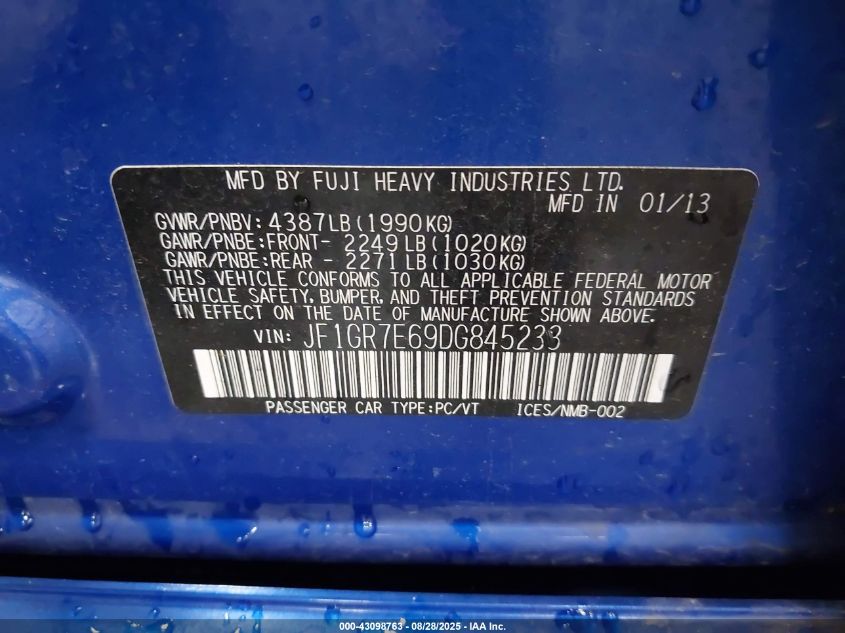 MFD BY FUJI HEAVY INDUSTRIES LTD.
MFD IN 01/13
GVWR/PNBV: 4387LB(1990KG)
GAWR/PNBE:FRONT- 2249LB(1020KG)
GAWR/PNBE:REAR - 2271LB(1030KG)
THIS VEHICLE CONFORMS TO ALL APPLICABLE FEDERAL MOTOR
VEHICLE SAFETY, BUMPER, AND THEFT PREVENTION STANDARDS
IN EFFECT ON THE DATE OF MANUFACTURE SHOWN ABOVE.
VIN: JF1GR7E69DG845233
PASSENGER CAR TYPE:PC/VT ICES/NMB-002
000-43098763 - 08/28/2025 - IAA Inc.